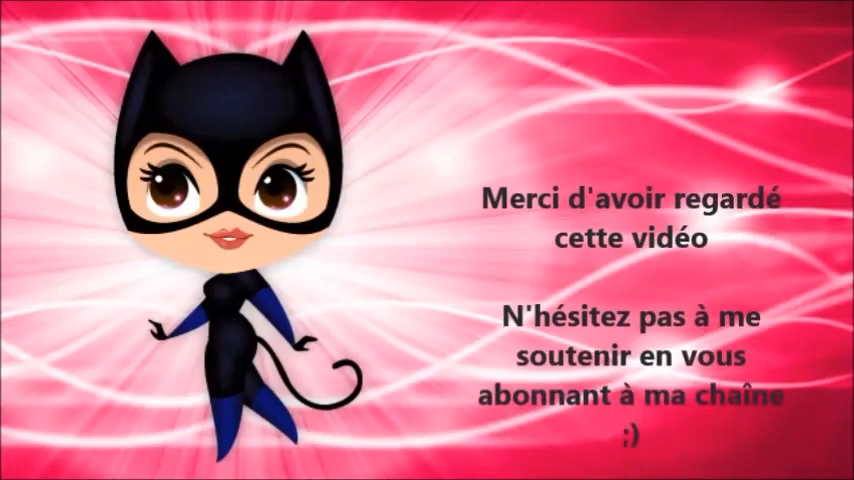 Merci d'avoir regardé
cette vidéo
N'hésitez pas à me
soutenir en vous
abonnant à ma chaîne
;)